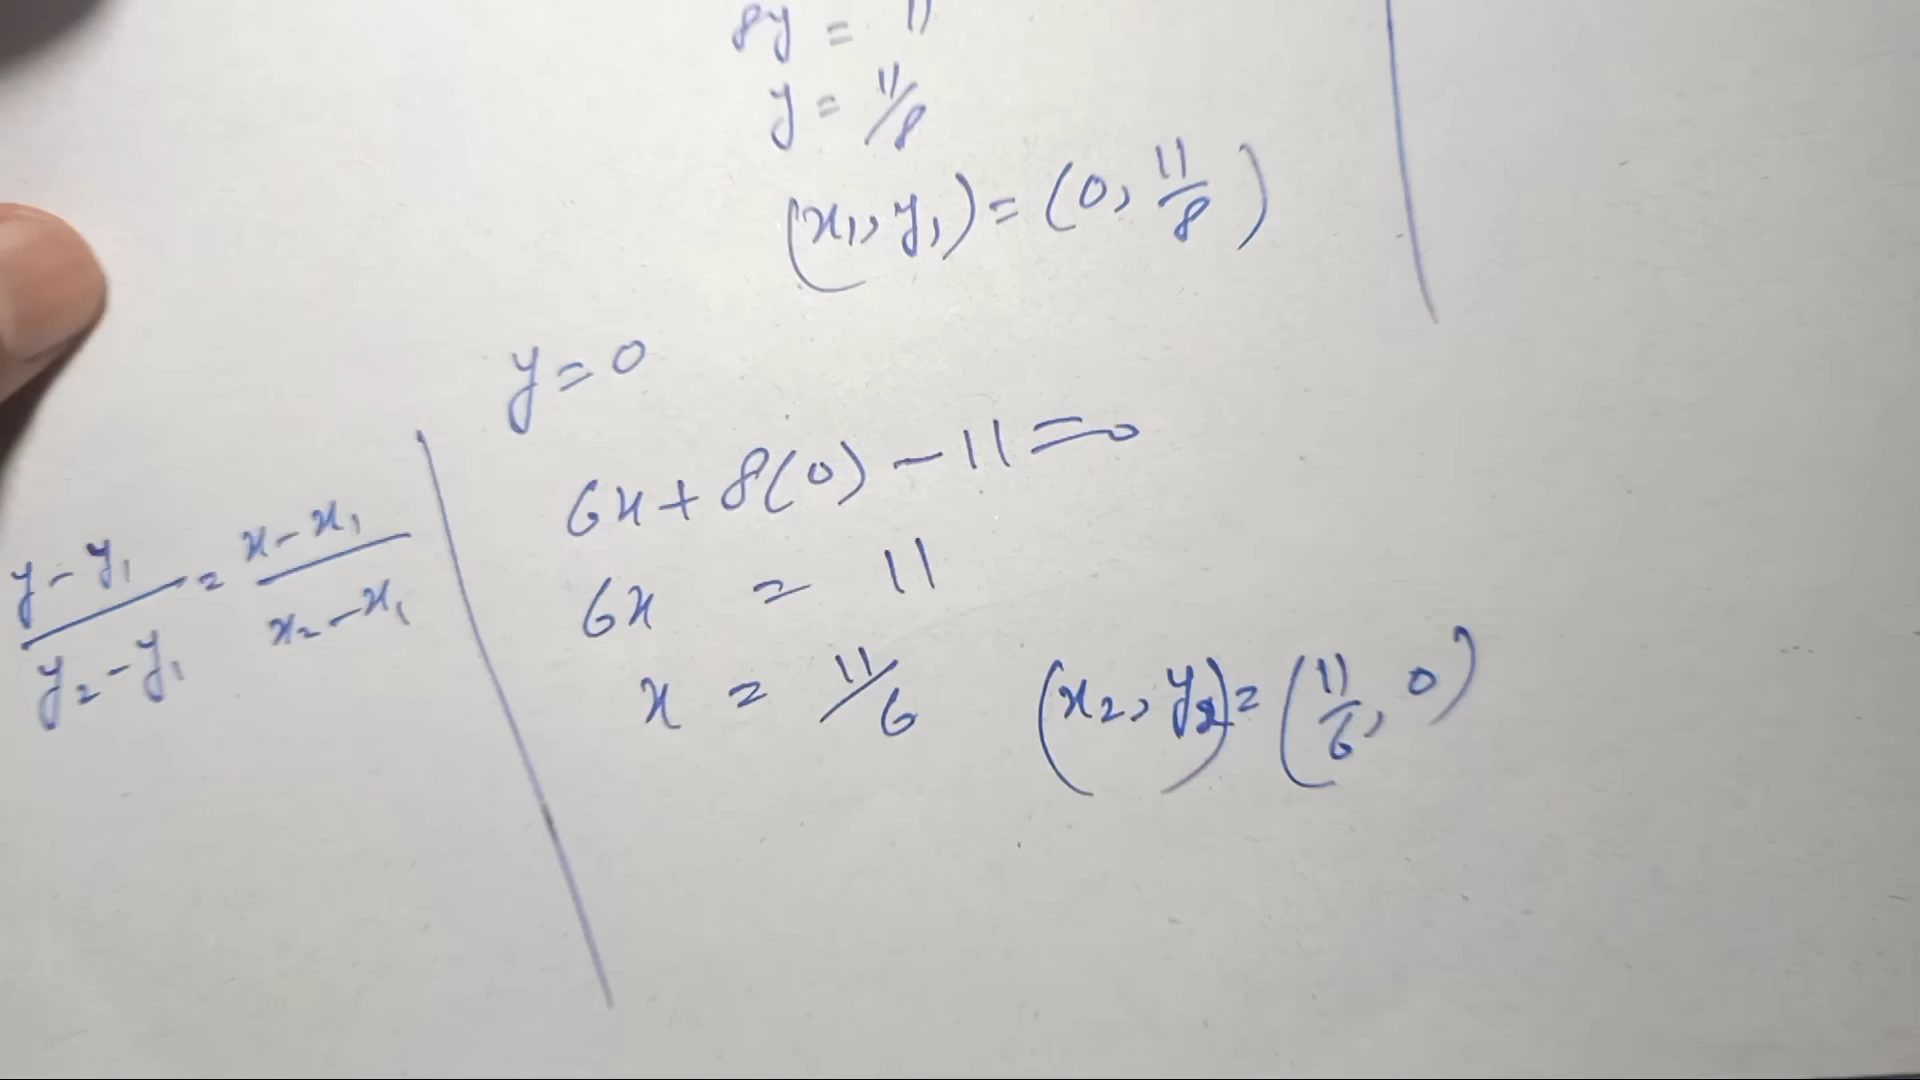 8y = 11
y = 11/8
(x₁, y₁) = (0, 11/8)
y = 0
6x + 8(0) - 11 = 0
6x = 11
x = 11/6 (x₂, y₂) = (11/6, 0)
(y - y₁)/(y₂ - y₁) = (x - x₁)/(x₂ - x₁)